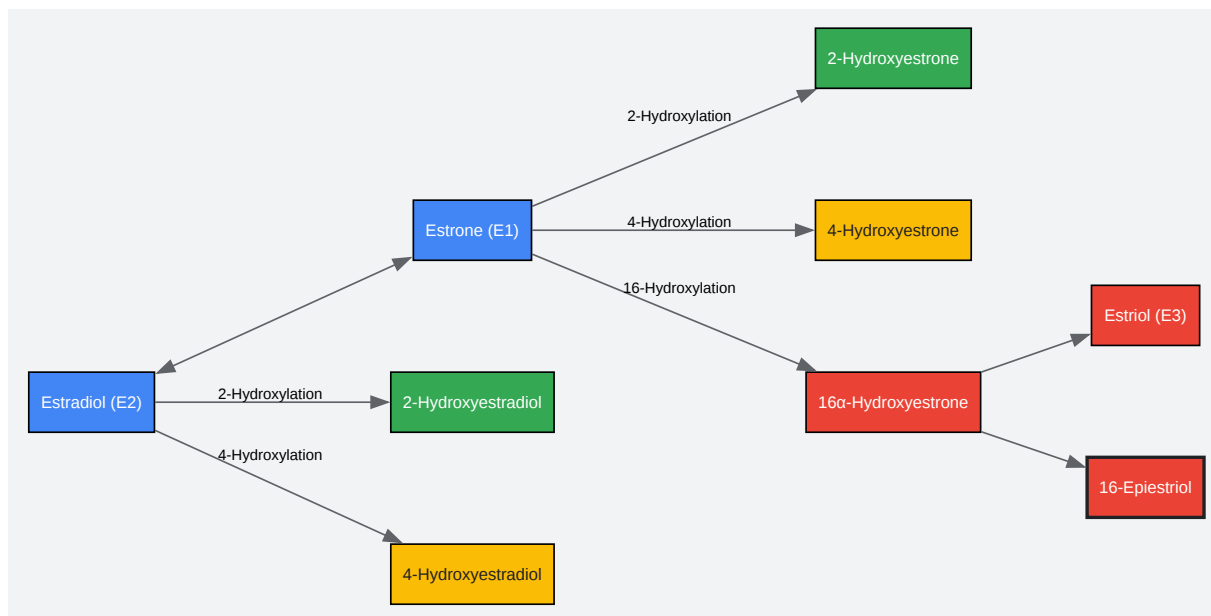 2-Hydroxyestrone
2-Hydroxylation
Estrone (E1)
4-Hydroxylation
4-Hydroxyestrone
16-Hydroxylation
Estriol (E3)
Estradiol (E2)
2-Hydroxylation
2-Hydroxyestradiol
16α-Hydroxyestrone
4-Hydroxylation
16-Epiestriol
4-Hydroxyestradiol